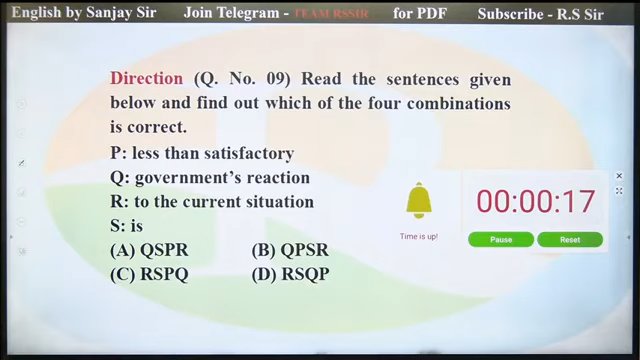 English by Sanjay Sir Join Telegram - TEAM RSSIR for PDF Subscribe - R.S Sir
Direction (Q. No. 09) Read the sentences given
below and find out which of the four combinations
is correct.
P: less than satisfactory
Q: government's reaction
R: to the current situation
S: is
(A) QSPR (B) QPSR
(C) RSPQ (D) RSQP
00:00:17
Time is up!
Pause Reset